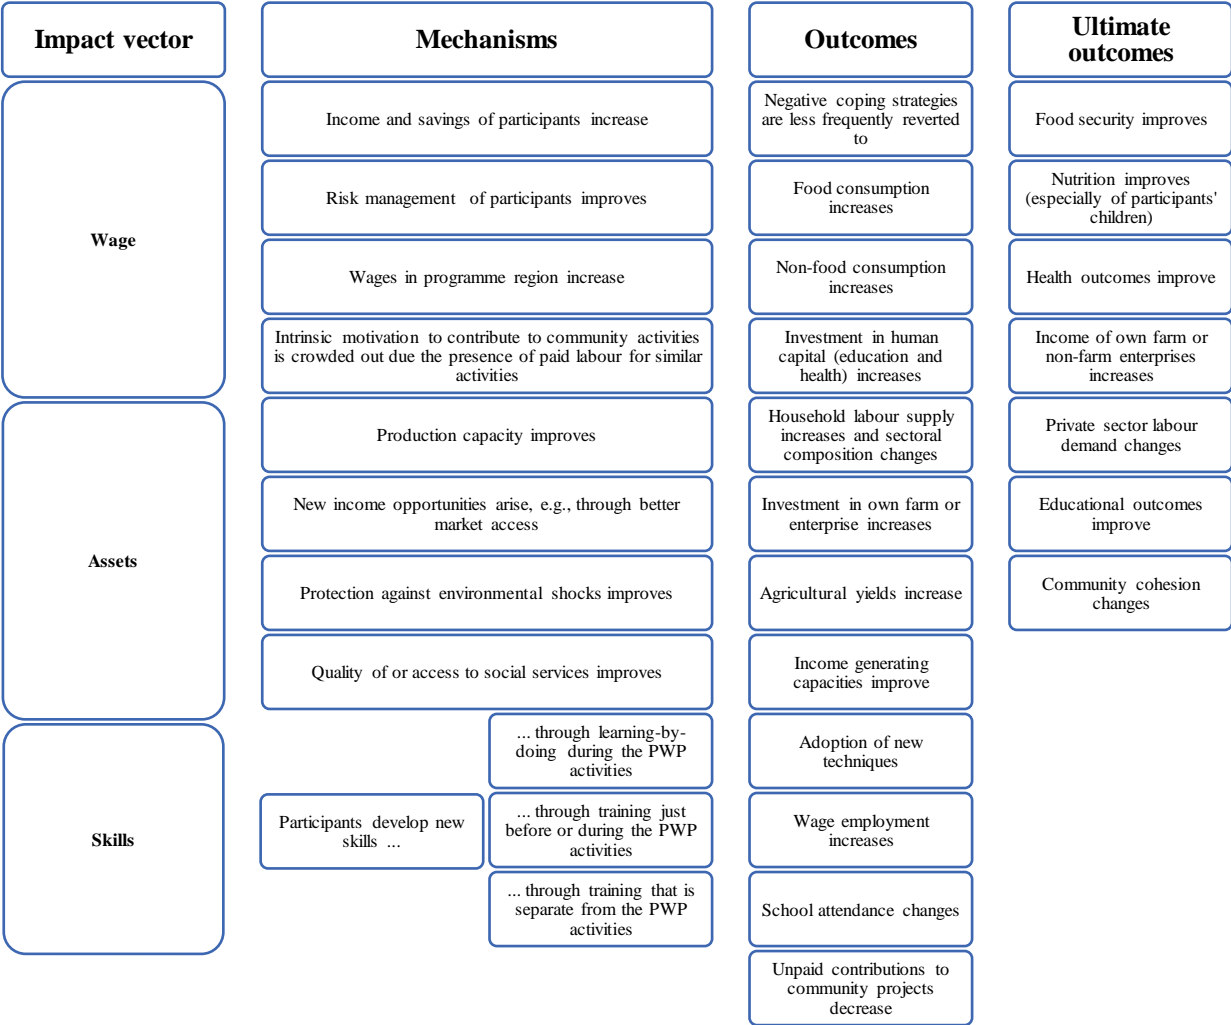 Impact vector
Mechanisms
Outcomes
Ultimate
outcomes
Wage
Income and savings of participants increase
Risk management of participants improves
Wages in programme region increase
Intrinsic motivation to contribute to community activities
is crowded out due the presence of paid labour for similar
activities
Assets
Production capacity improves
New income opportunities arise, e.g., through better
market access
Protection against environmental shocks improves
Quality of or access to social services improves
Skills
Participants develop new
skills ...
... through learning-by-
doing during the PWP
activities
... through training just
before or during the PWP
activities
... through training that is
separate from the PWP
activities
Negative coping strategies
are less frequently reverted
to
Food consumption
increases
Non-food consumption
increases
Investment in human
capital (education and
health) increases
Household labour supply
increases and sectoral
composition changes
Investment in own farm or
enterprise increases
Agricultural yields increase
Income generating
capacities improve
Adoption of new
techniques
Wage employment
increases
School attendance changes
Unpaid contributions to
community projects
decrease
Food security improves
Nutrition improves
(especially of participants'
children)
Health outcomes improve
Income of own farm or
non-farm enterprises
increases
Private sector labour
demand changes
Educational outcomes
improve
Community cohesion
changes